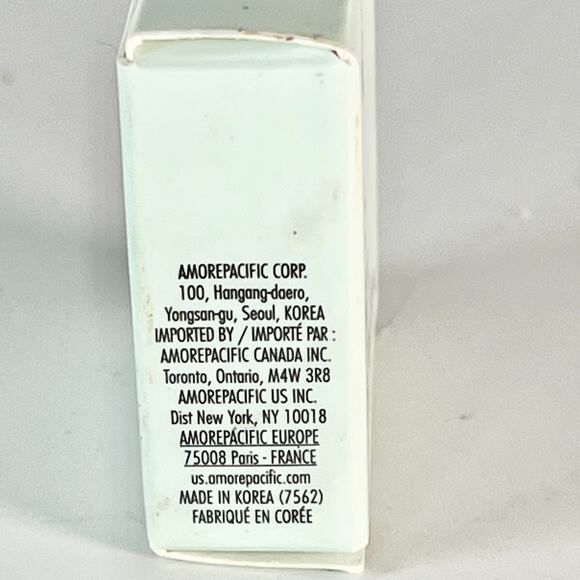 AMOREPACIFIC CORP.
100, Hangang-daero,
Yongsan-gu, Seoul, KOREA
IMPORTED BY / IMPORTÉ PAR :
AMOREPACIFIC CANADA INC.
Toronto, Ontario, M4W 3R8
AMOREPACIFIC US INC.
Dist New York, NY 10018
AMOREPACIFIC EUROPE
75008 Paris - FRANCE
us.amorepacific.com
MADE IN KOREA (7562)
FABRIQUÉ EN CORÉE